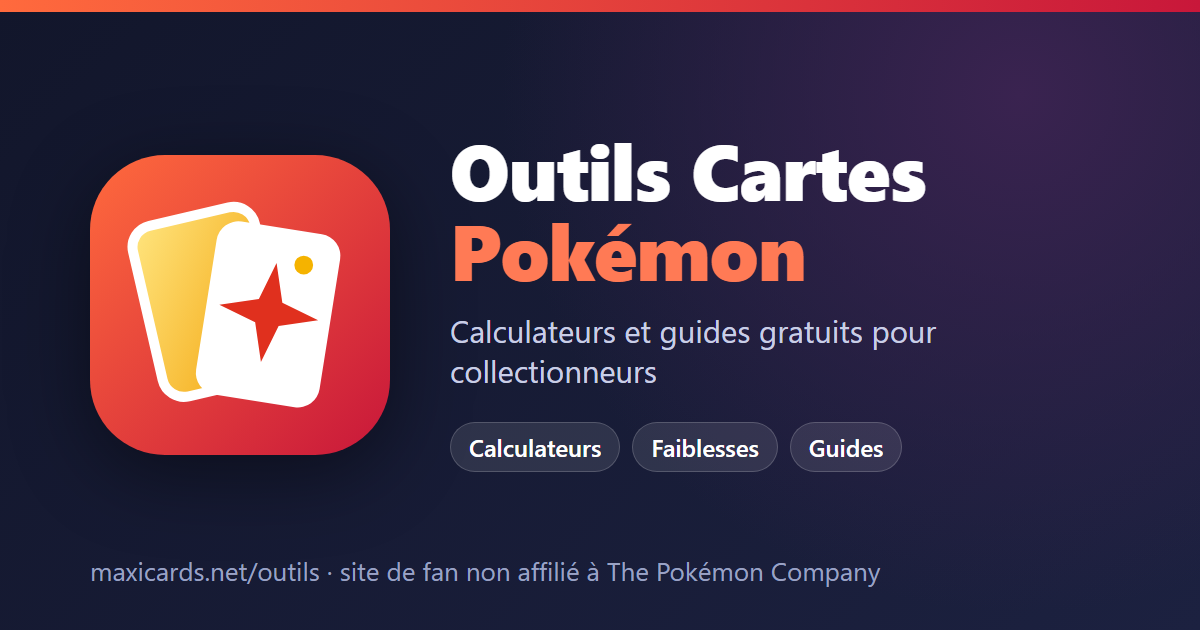 Outils Cartes
Pokémon
Calculateurs et guides gratuits pour
collectionneurs
Calculateurs
Faiblesses
Guides
maxicards.net/outils · site de fan non affilié à The Pokémon Company